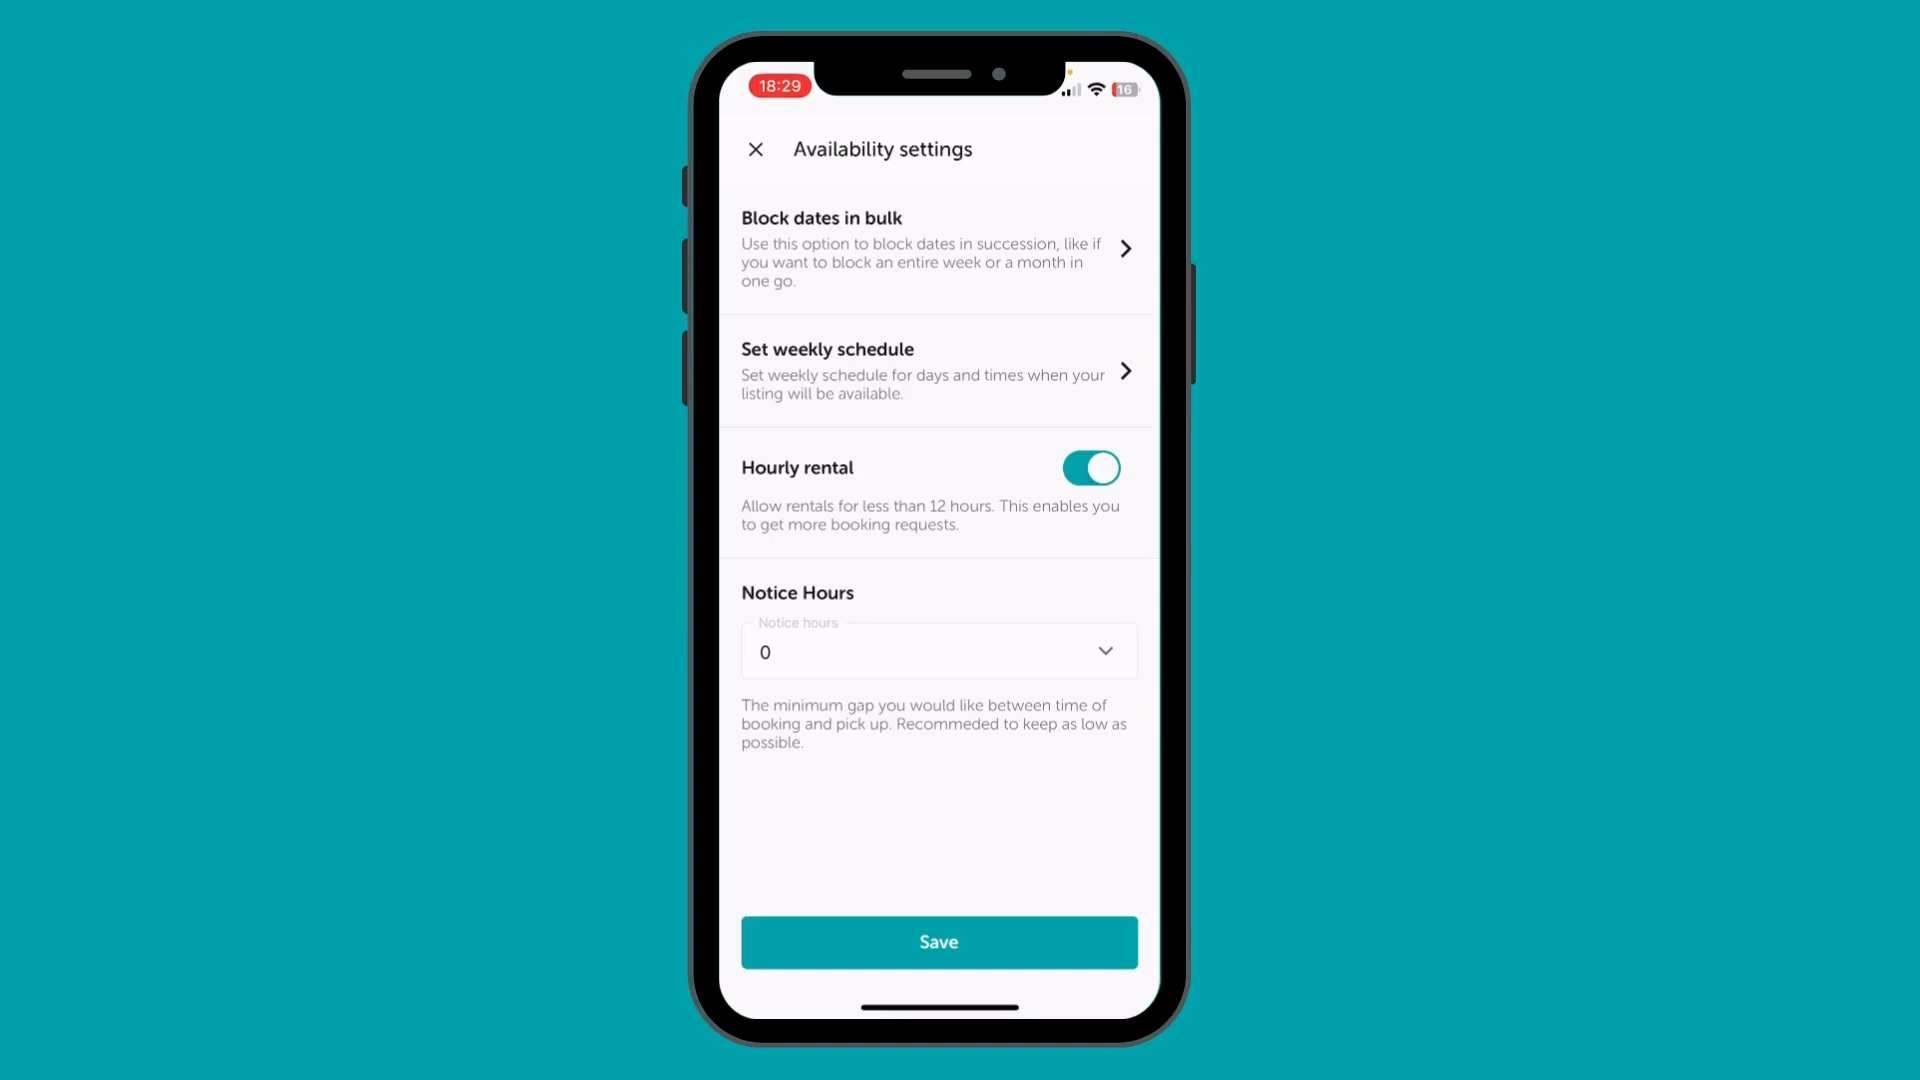 18:29
16
Availability settings
Block dates in bulk
Use this option to block dates in succession, like if
you want to block an entire week or a month in
one go.
Set weekly schedule
Set weekly schedule for days and times when your
listing will be available.
Hourly rental
Allow rentals for less than 12 hours. This enables you
to get more booking requests.
Notice Hours
Notice hours
0
The minimum gap you would like between time of
booking and pick up. Recommeded to keep as low as
possible.
Save